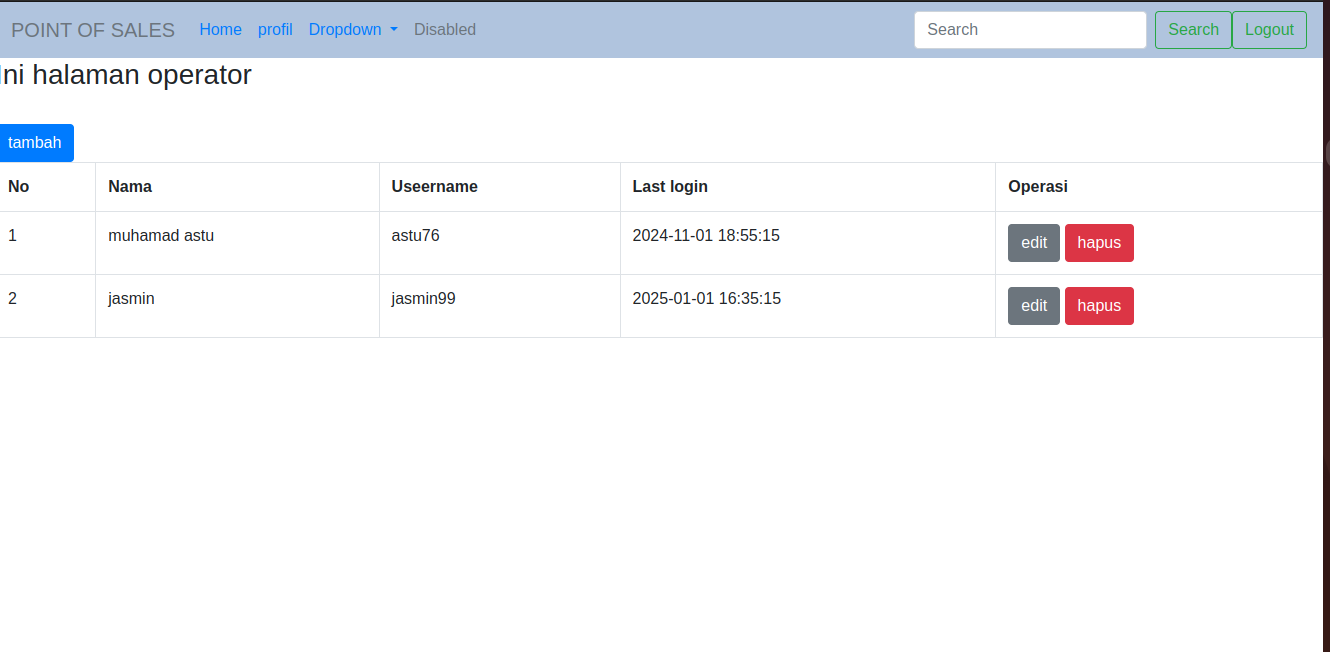 POINT OF SALES Home profil Dropdown Disabled Search Search Logout
Ini halaman operator
tambah
No Nama Useername Last login Operasi
1 muhamad astu astu76 2024-11-01 18:55:15 edit hapus
2 jasmin jasmin99 2025-01-01 16:35:15 edit hapus